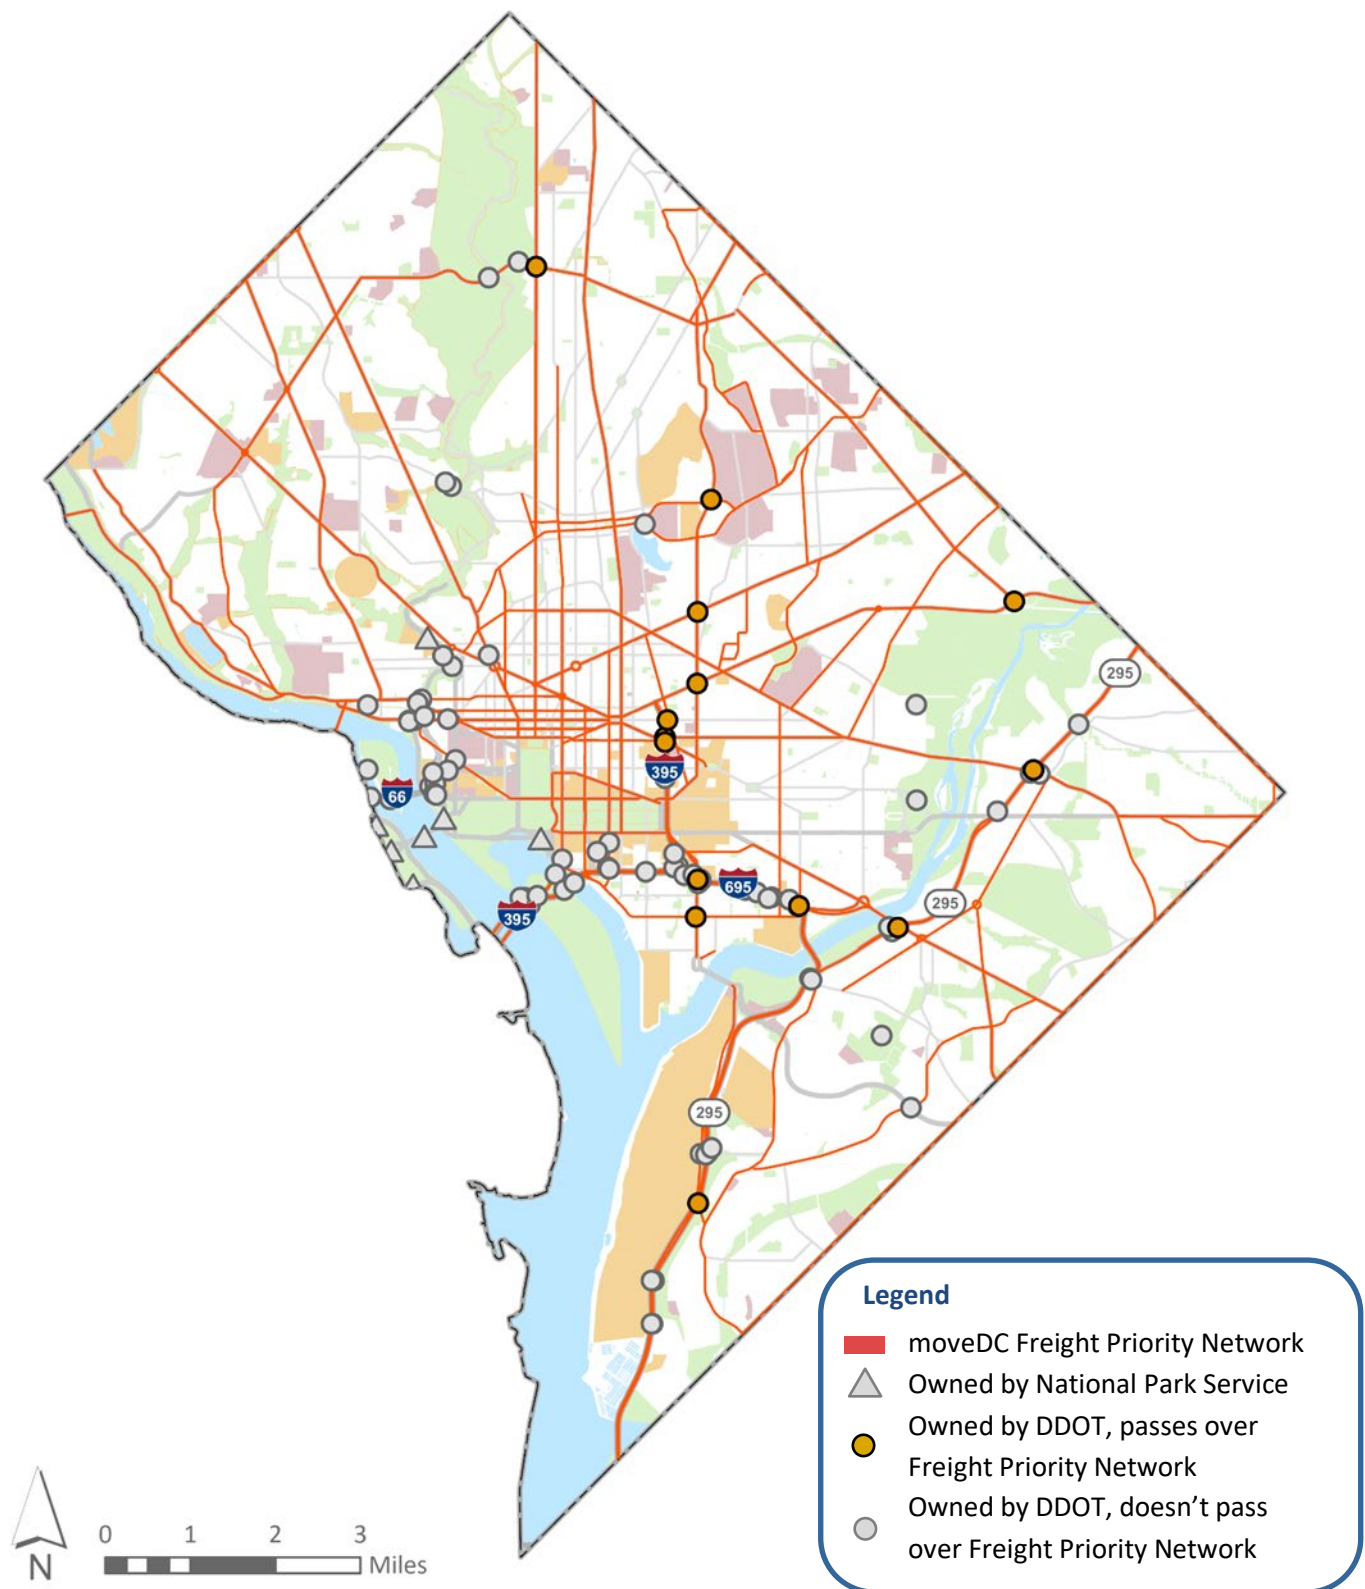 295
395
66
695
295
395
295
Legend
moveDC Freight Priority Network
Owned by National Park Service
Owned by DDOT, passes over
Freight Priority Network
Owned by DDOT, doesn’t pass
over Freight Priority Network
0 1 2 3
Miles
N